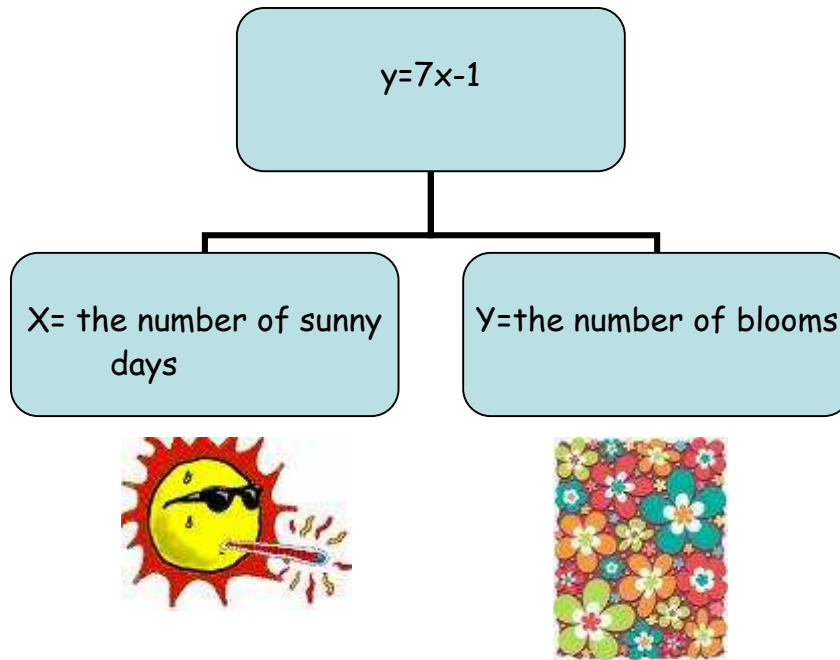 y=7x-1
X= the number of sunny
days
Y=the number of blooms